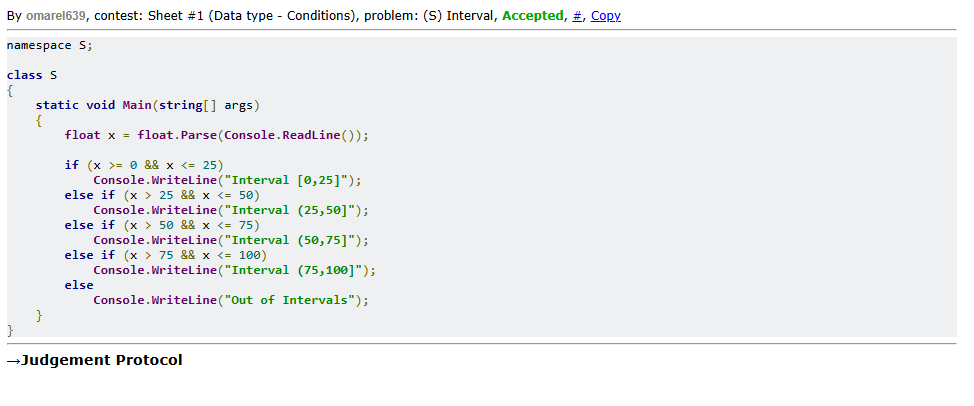 By omarel639, contest: Sheet #1 (Data type - Conditions), problem: (S) Interval, Accepted, #, Copy
namespace S;
class S
{
    static void Main(string[] args)
    {
        float x = float.Parse(Console.ReadLine());
        if (x >= 0 && x <= 25)
            Console.WriteLine("Interval [0,25]");
        else if (x > 25 && x <= 50)
            Console.WriteLine("Interval (25,50]");
        else if (x > 50 && x <= 75)
            Console.WriteLine("Interval (50,75]");
        else if (x > 75 && x <= 100)
            Console.WriteLine("Interval (75,100]");
        else
            Console.WriteLine("Out of Intervals");
    }
}
→Judgement Protocol